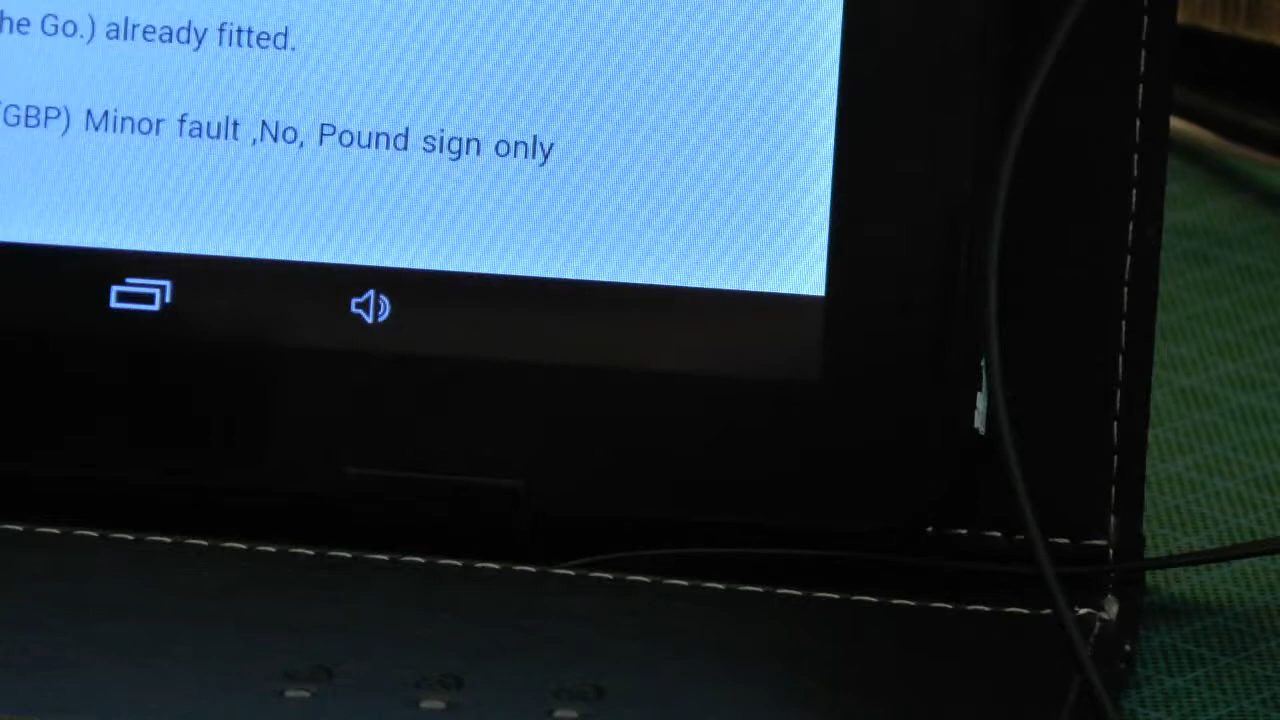 he Go.) already fitted.
GBP) Minor fault ,No, Pound sign only